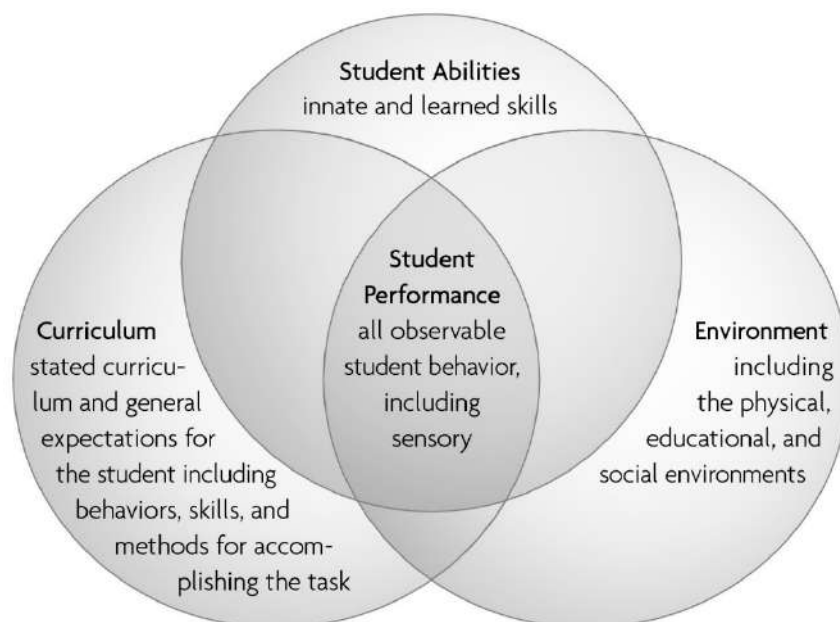 Student Abilities
innate and learned skills
Student
Performance
all observable
student behavior,
including
sensory
Curriculum
stated curricu-
lum and general
expectations for
the student including
behaviors, skills, and
methods for accom-
plishing the task
Environment
including
the physical,
educational, and
social environments